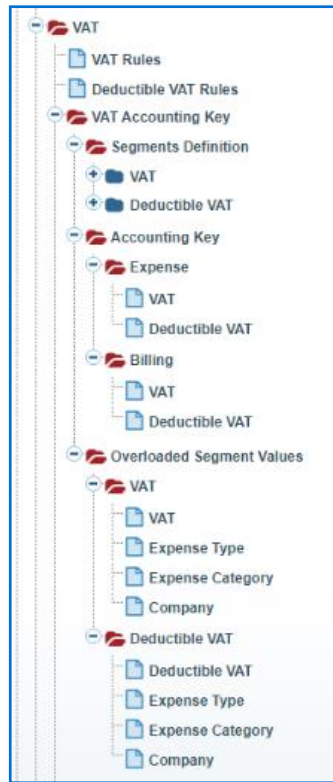 VAT
VAT Rules
Deductible VAT Rules
VAT Accounting Key
Segments Definition
VAT
Deductible VAT
Accounting Key
Expense
VAT
Deductible VAT
Billing
VAT
Deductible VAT
Overloaded Segment Values
VAT
VAT
Expense Type
Expense Category
Company
Deductible VAT
Deductible VAT
Expense Type
Expense Category
Company